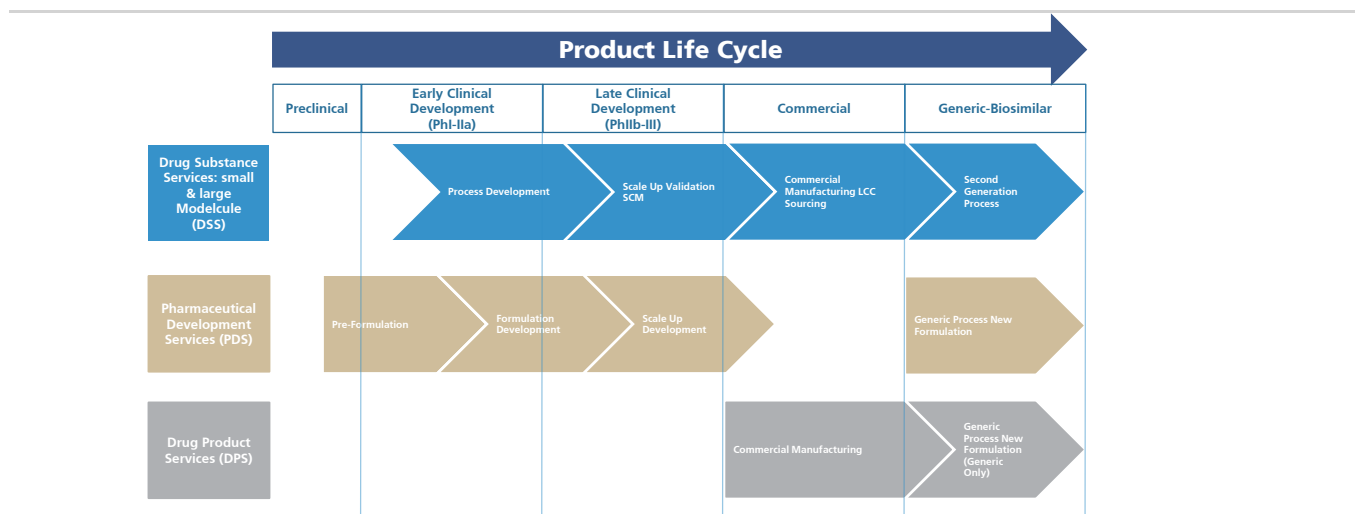 Product Life Cycle
Preclinical
Early Clinical
Development
(PhI-IIa)
Late Clinical
Development
(PhIIb-III)
Commercial
Generic-Biosimilar
Drug Substance
Services: small
& large
Modelcule
(DSS)
Process Development
Scale Up Validation
SCM
Commercial
Manufacturing LCC
Sourcing
Second
Generation
Process
Pharmaceutical
Development
Services (PDS)
Pre-Formulation
Formulation
Development
Scale Up
Development
Generic Process New
Formulation
Drug Product
Services (DPS)
Commercial Manufacturing
Generic
Process New
Formulation
(Generic
Only)